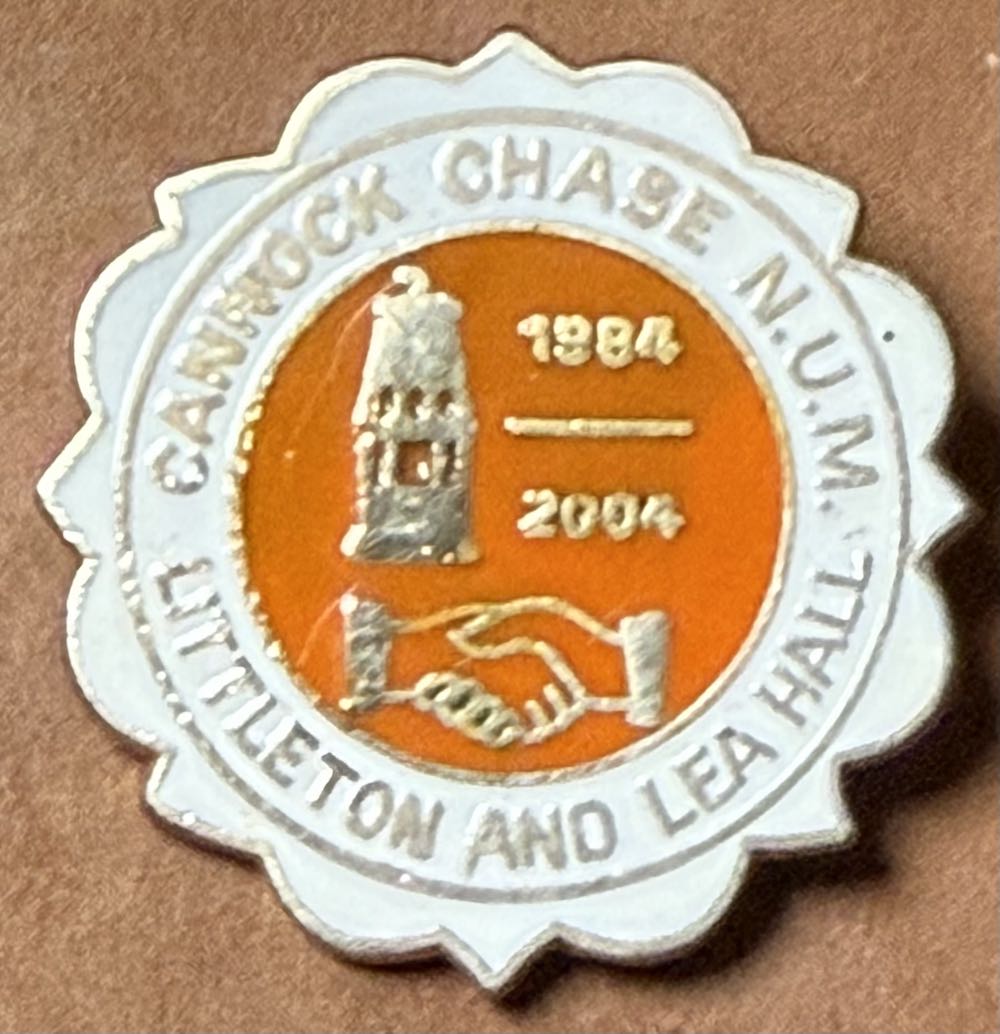 CANNOCK CHASE N.U.M.
1984
2004
LITTLETON AND LEA HALL